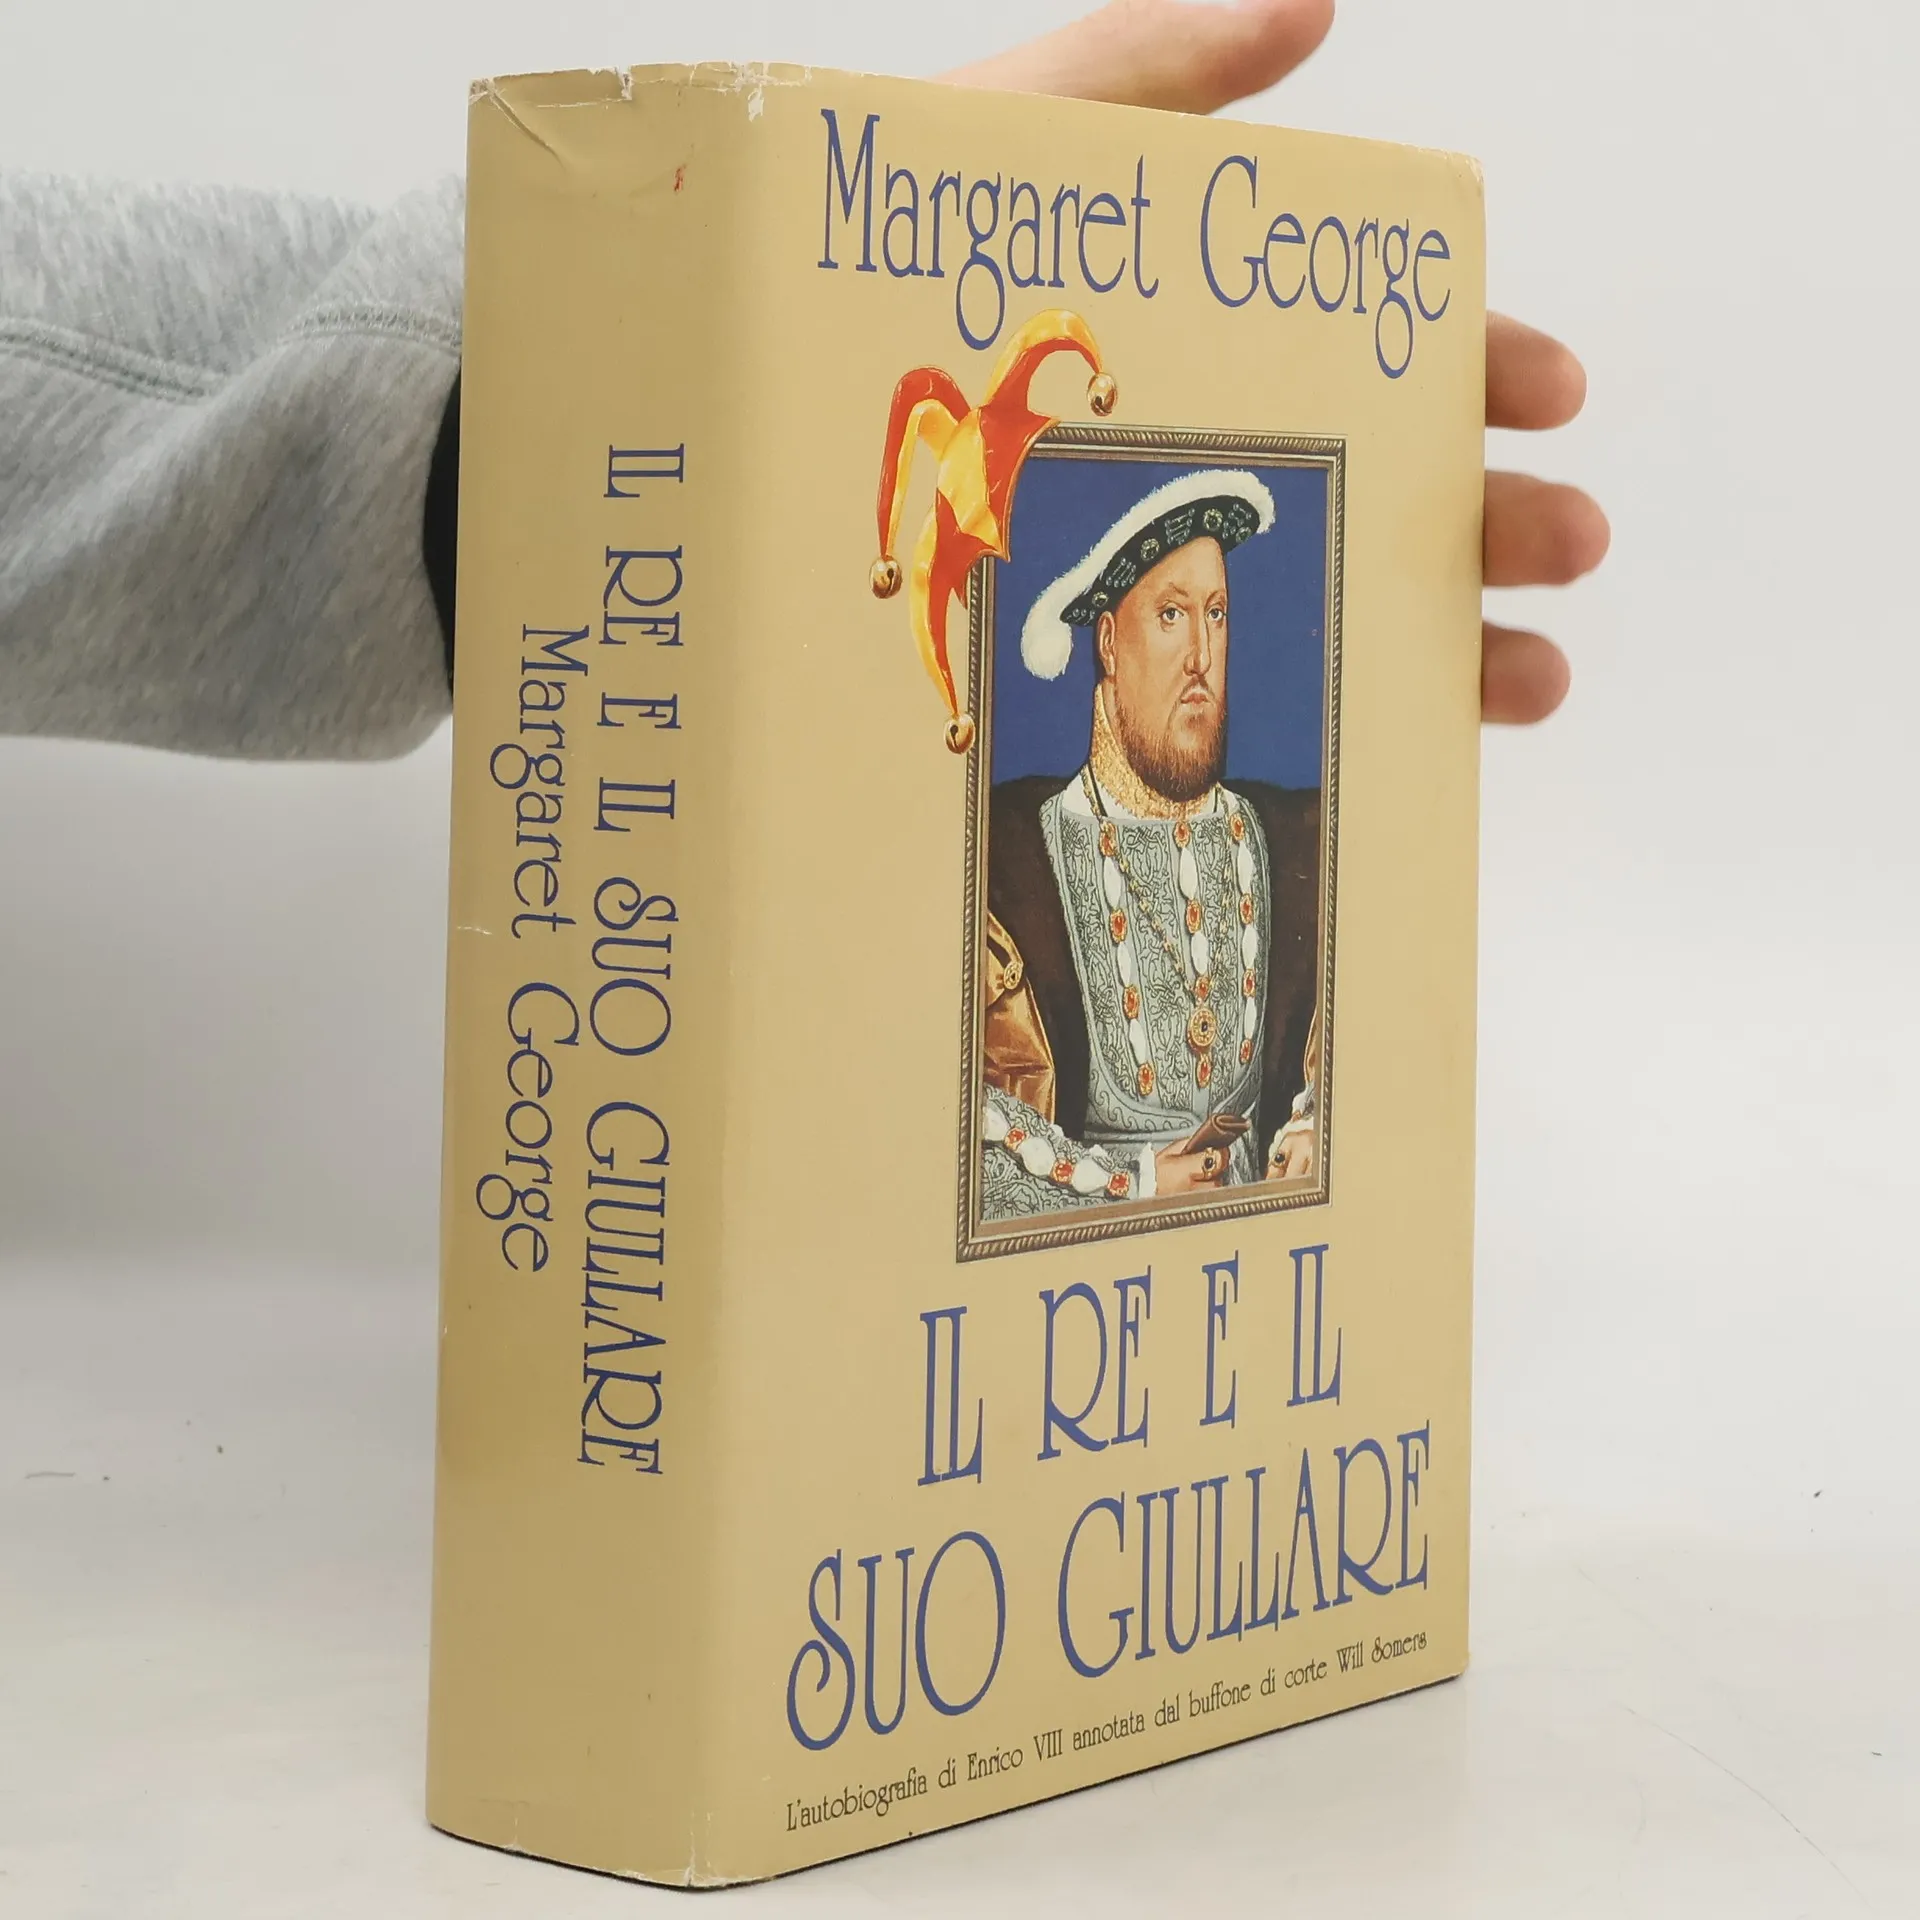 Margaret George
IL RE E IL
SUO GIULLARE
L'autobiografia di Enrico VIII annotata dal buffone di corte Will Somers
IL RE E IL SUO GIULLARE
Margaret George